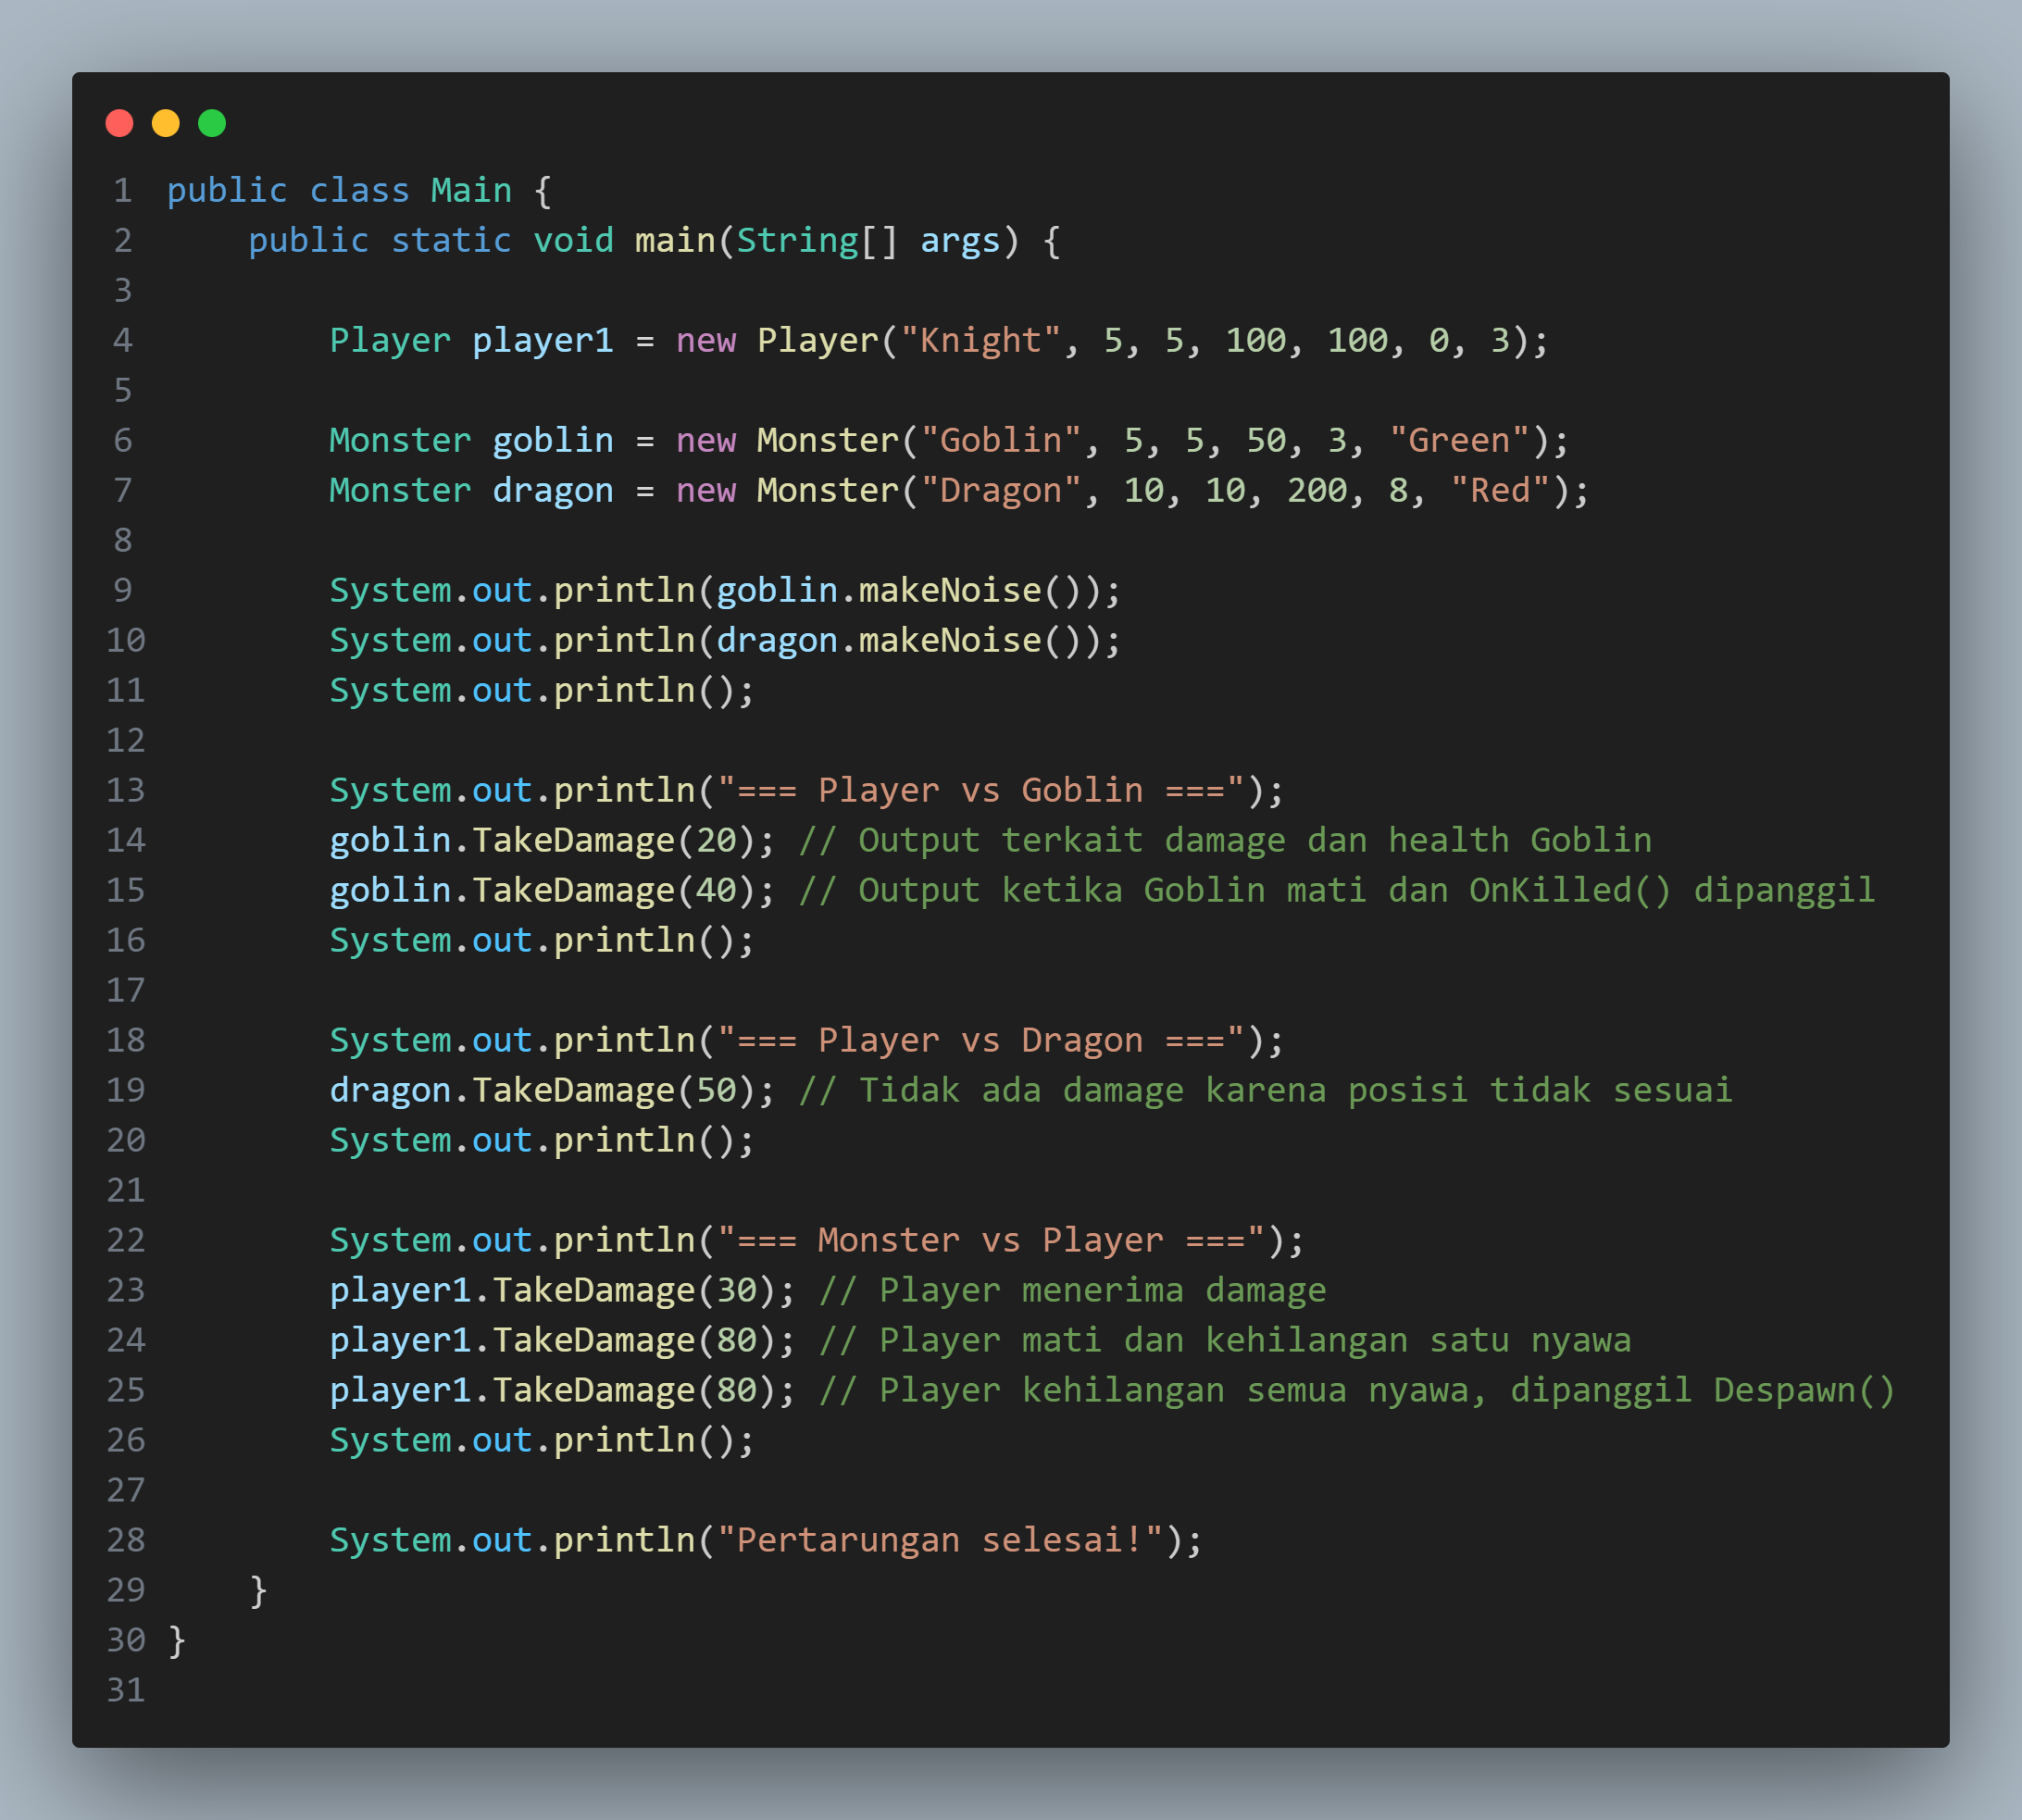 1 public class Main {
2     public static void main(String[] args) {
3
4         Player player1 = new Player("Knight", 5, 5, 100, 100, 0, 3);
5
6         Monster goblin = new Monster("Goblin", 5, 5, 50, 3, "Green");
7         Monster dragon = new Monster("Dragon", 10, 10, 200, 8, "Red");
8
9         System.out.println(goblin.makeNoise());
10         System.out.println(dragon.makeNoise());
11         System.out.println();
12
13         System.out.println("=== Player vs Goblin ===");
14         goblin.TakeDamage(20); // Output terkait damage dan health Goblin
15         goblin.TakeDamage(40); // Output ketika Goblin mati dan OnKilled() dipanggil
16         System.out.println();
17
18         System.out.println("=== Player vs Dragon ===");
19         dragon.TakeDamage(50); // Tidak ada damage karena posisi tidak sesuai
20         System.out.println();
21
22         System.out.println("=== Monster vs Player ===");
23         player1.TakeDamage(30); // Player menerima damage
24         player1.TakeDamage(80); // Player mati dan kehilangan satu nyawa
25         player1.TakeDamage(80); // Player kehilangan semua nyawa, dipanggil Despawn()
26         System.out.println();
27
28         System.out.println("Pertarungan selesai!");
29     }
30 }
31